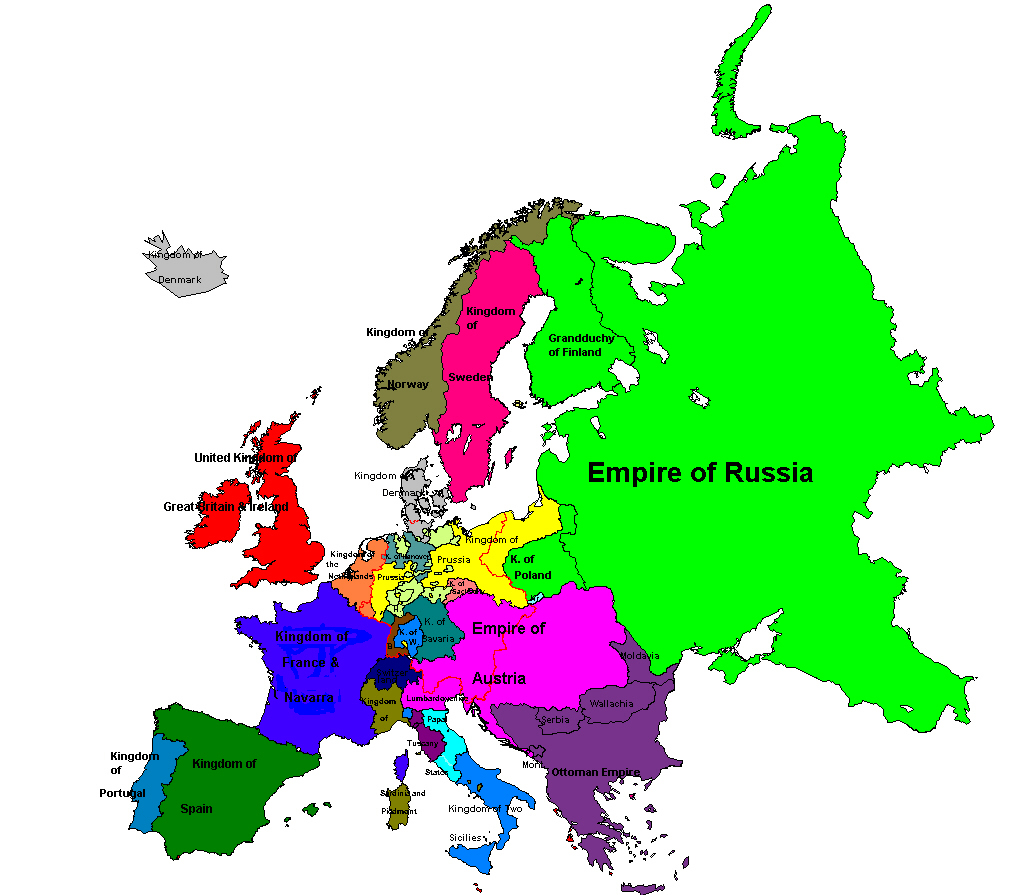 Kingdom of
Denmark
Kingdom of
Norway
Kingdom
of
Sweden
Grandduchy
of Finland
Empire of Russia
United Kingdom of
Great Britain & Ireland
Kingdom of
Denmark
Kingdom of
the
Netherlands
K. of Hanover
Prussia
Kingdom of
Prussia
K. of
Poland
K. of
Saxony
H.
K. of
Bavaria
K. of
W.
B.
Empire of
Austria
Kingdom of
France &
Navarra
Moldavia
Wallachia
Serbia
Mont.
Ottoman Empire
Kingdom
of
Sardinia and
Piedmont
Papal
States
Tuscany
Kingdom of Two
Sicilies
Kingdom
of
Portugal
Kingdom of
Spain